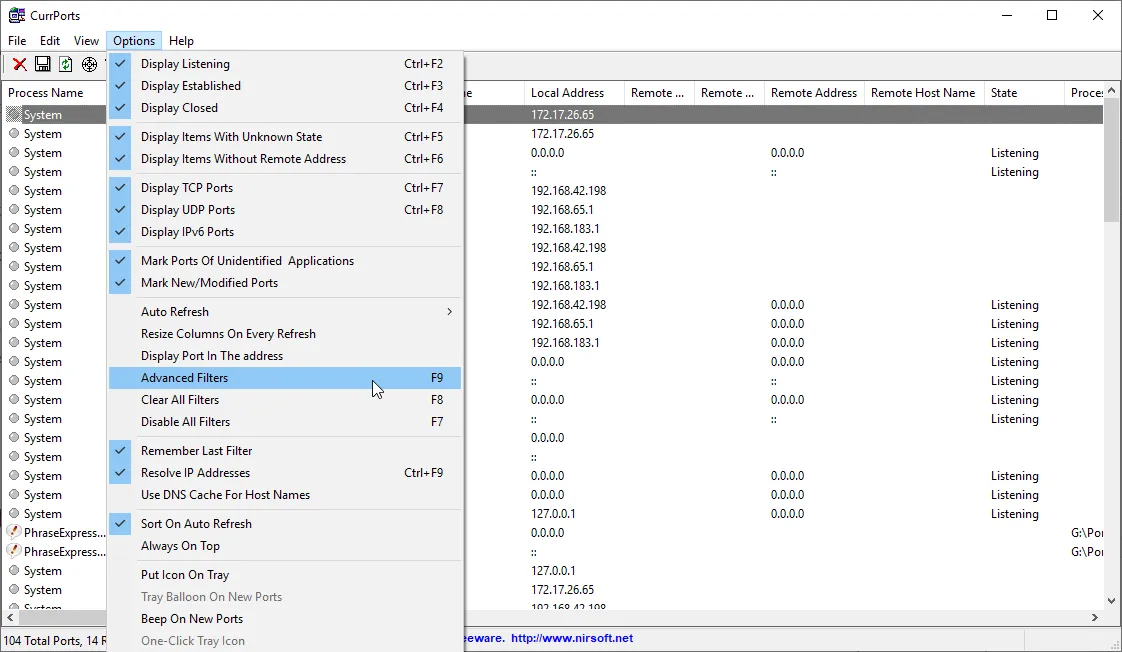 CurrPorts
File Edit View Options Help
Display Listening Ctrl+F2
Display Established Ctrl+F3
Display Closed Ctrl+F4
Display Items With Unknown State Ctrl+F5
Display Items Without Remote Address Ctrl+F6
Display TCP Ports Ctrl+F7
Display UDP Ports Ctrl+F8
Display IPv6 Ports
Mark Ports Of Unidentified  Applications
Mark New/Modified Ports
Auto Refresh
Resize Columns On Every Refresh
Display Port In The address
Advanced Filters F9
Clear All Filters F8
Disable All Filters F7
Remember Last Filter
Resolve IP Addresses Ctrl+F9
Use DNS Cache For Host Names
Sort On Auto Refresh
Always On Top
Put Icon On Tray
Tray Balloon On New Ports
Beep On New Ports
One-Click Tray Icon
Process Name Local Address Remote ... Remote ... Remote Address Remote Host Name State
System 172.17.26.65
System 172.17.26.65
System 0.0.0.0 0.0.0.0 Listening
System :: :: Listening
System 192.168.42.198
System 192.168.65.1
System 192.168.183.1
System 192.168.42.198
System 192.168.65.1
System 192.168.183.1
System 192.168.42.198 0.0.0.0 Listening
System 192.168.65.1 0.0.0.0 Listening
System 192.168.183.1 0.0.0.0 Listening
System 0.0.0.0 0.0.0.0 Listening
System :: :: Listening
System 0.0.0.0 0.0.0.0 Listening
System :: :: Listening
System 0.0.0.0
System ::
System 0.0.0.0 0.0.0.0 Listening
System 0.0.0.0 0.0.0.0 Listening
System 127.0.0.1 0.0.0.0 Listening
PhraseExpress... 0.0.0.0 G:\Por
PhraseExpress... :: G:\Por
System 127.0.0.1
System 172.17.26.65
System 192.168.42.198
104 Total Ports, 14 http://www.nirsoft.net